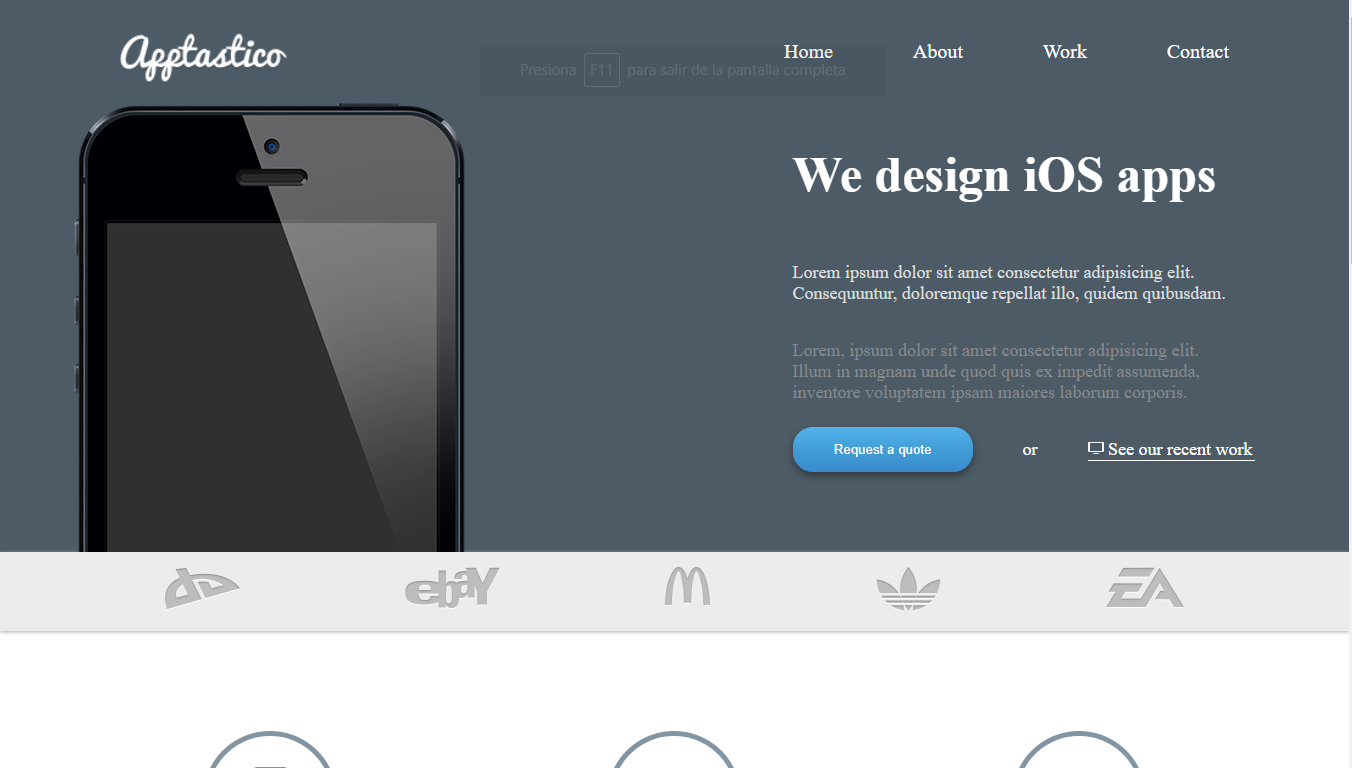 Apptastico
Home About Work Contact
Presiona F11 para salir de la pantalla completa
We design iOS apps
Lorem ipsum dolor sit amet consectetur adipisicing elit.
Consequuntur, doloremque repellat illo, quidem quibusdam.
Lorem, ipsum dolor sit amet consectetur adipisicing elit.
Illum in magnam unde quod quis ex impedit assumenda,
inventore voluptatem ipsam maiores laborum corporis.
Request a quote or See our recent work
ebaY EA